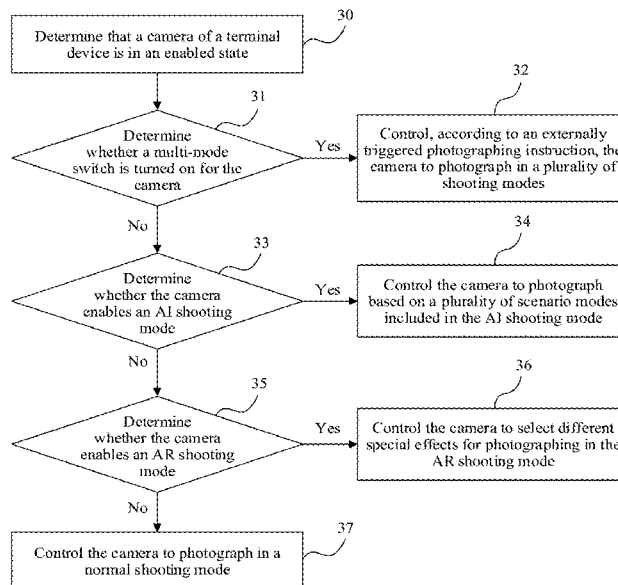 30
Determine that a camera of a terminal
device is in an enabled state
31
Determine
whether a multi-mode
switch is turned on for the
camera
Yes
32
Control, according to an externally
triggered photographing instruction, the
camera to photograph in a plurality of
shooting modes
No
33
Determine
whether the camera
enables an AI shooting
mode
Yes
34
Control the camera to photograph
based on a plurality of scenario modes
included in the AI shooting mode
No
35
Determine
whether the camera
enables an AR shooting
mode
Yes
36
Control the camera to select different
special effects for photographing in the
AR shooting mode
No
37
Control the camera to photograph in a
normal shooting mode